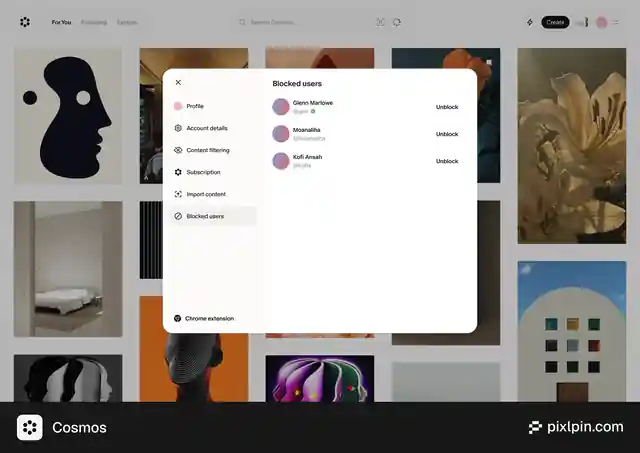 For You Following Explore
Search Cosmos...
Create
Blocked users
Profile
Account details
Content filtering
Subscription
Import content
Blocked users
Chrome extension
Glenn Marlowe
Unblock
Moanaliha
Unblock
Kofi Ansah
Unblock
Cosmos
pixlpin.com